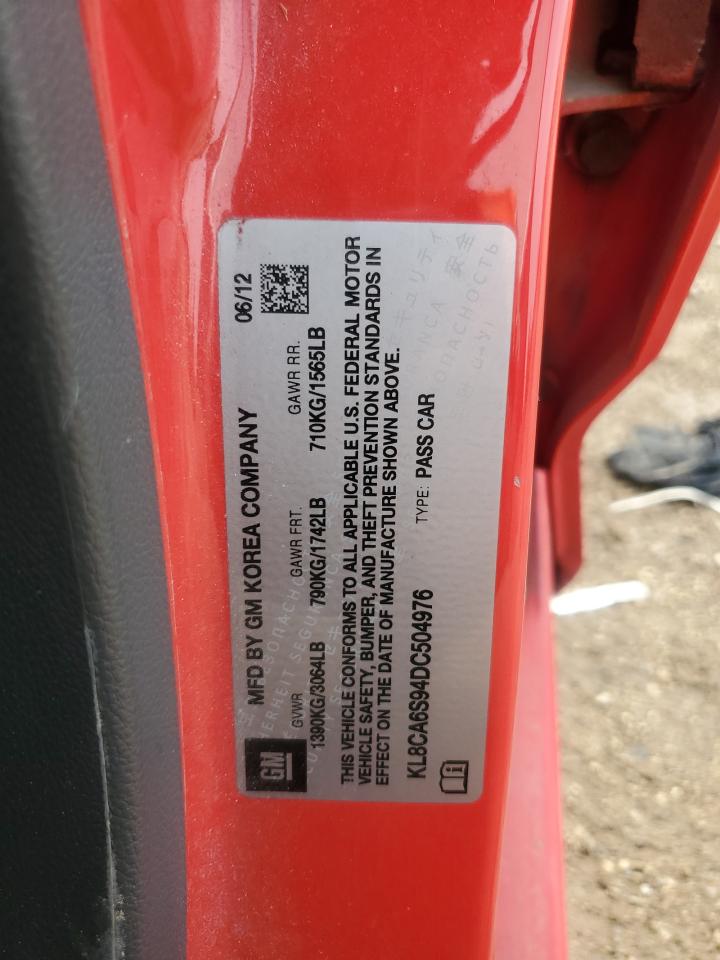 MFD BY GM KOREA COMPANY 06/12
GM
GVWR GAWR FRT. GAWR RR.
1390KG/3064LB 790KG/1742LB 710KG/1565LB
THIS VEHICLE CONFORMS TO ALL APPLICABLE U.S. FEDERAL MOTOR
VEHICLE SAFETY, BUMPER, AND THEFT PREVENTION STANDARDS IN
EFFECT ON THE DATE OF MANUFACTURE SHOWN ABOVE.
KL8CA6S94DC504976 TYPE: PASS CAR